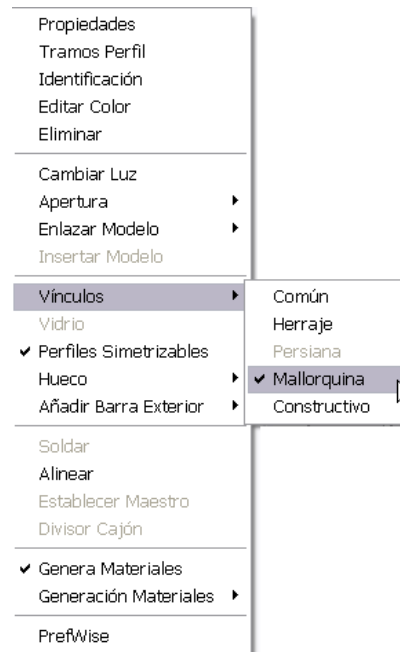 Propiedades
Tramos Perfil
Identificación
Editar Color
Eliminar
Cambiar Luz
Apertura
Enlazar Modelo
Insertar Modelo
Vínculos
Vidrio
Perfiles Simetrizables
Hueco
Añadir Barra Exterior
Común
Herraje
Persiana
Mallorquina
Constructivo
Soldar
Alinear
Establecer Maestro
Divisor Cajón
Genera Materiales
Generación Materiales
PrefWise